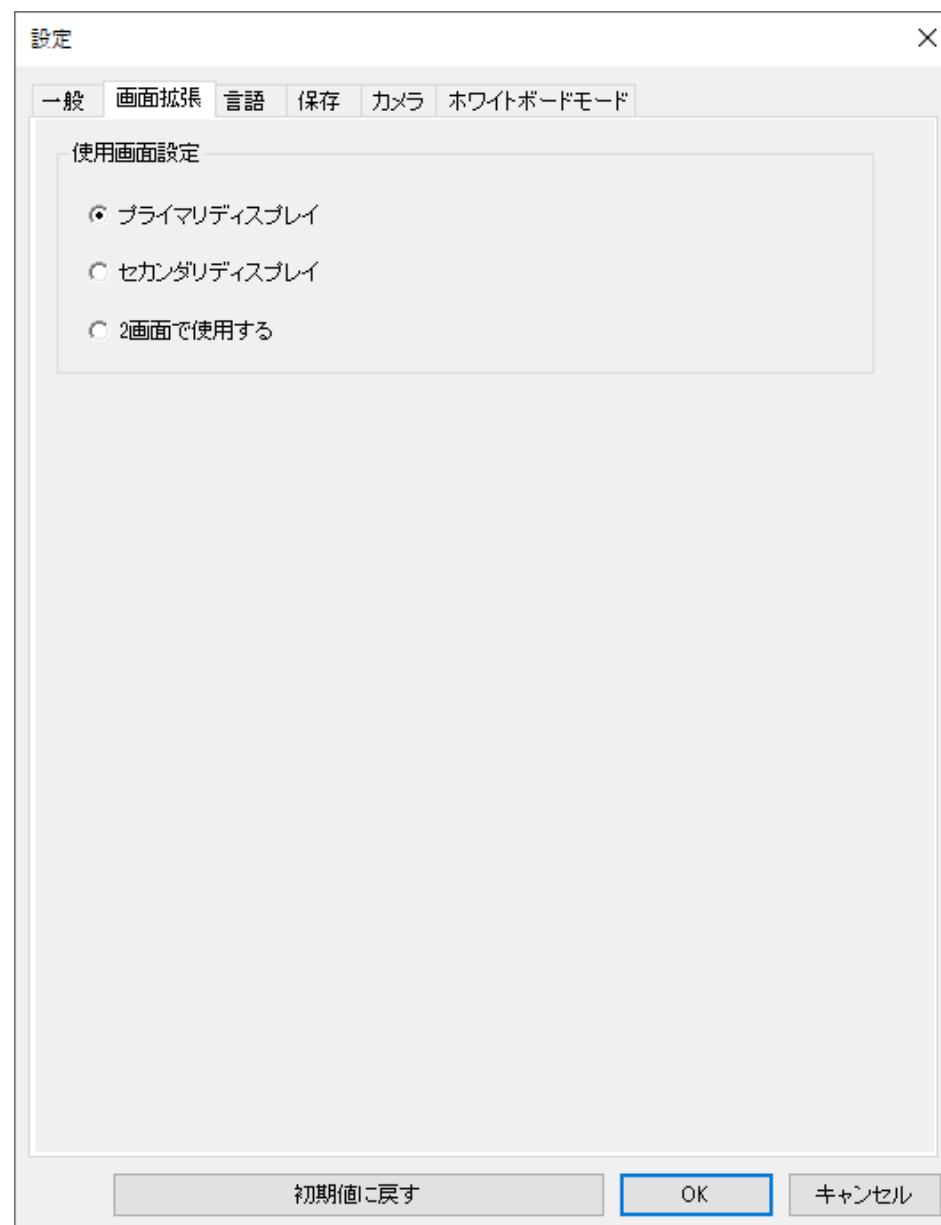 設定
一般 画面拡張 言語 保存 カメラ ホワイトボードモード
使用画面設定
プライマリディスプレイ
セカンダリディスプレイ
2画面で使用する
初期値に戻す OK キャンセル